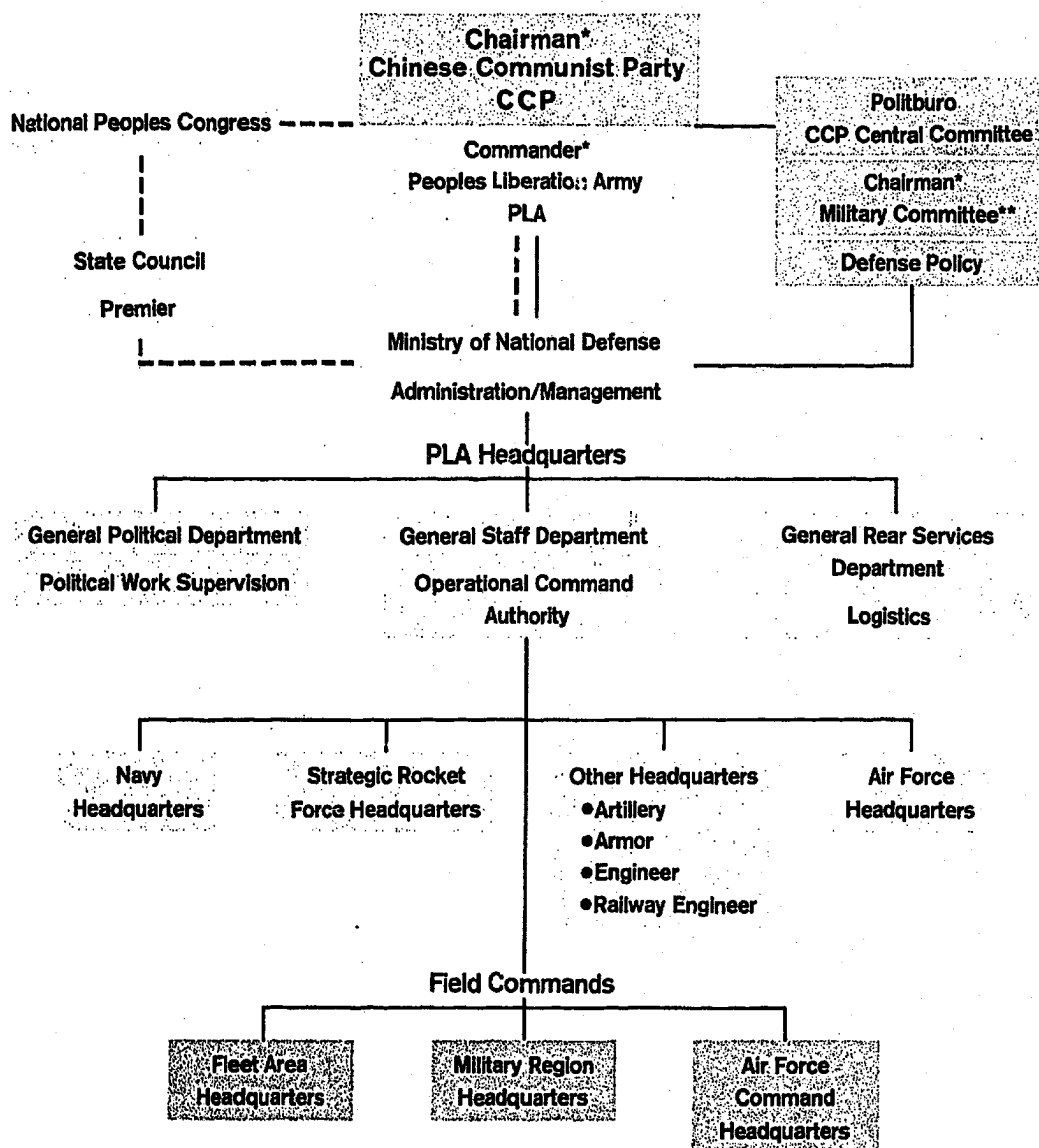 Chairman*
Chinese Communist Party
CCP
National Peoples Congress
Politburo
CCP Central Committee
Commander*
Peoples Liberation Army
PLA
Chairman*
Military Committee**
Defense Policy
State Council
Premier
Ministry of National Defense
Administration/Management
PLA Headquarters
General Political Department
Political Work Supervision
General Staff Department
Operational Command
Authority
General Rear Services
Department
Logistics
Navy
Headquarters
Strategic Rocket
Force Headquarters
Other Headquarters
●Artillery
●Armor
●Engineer
●Railway Engineer
Air Force
Headquarters
Field Commands
Fleet Area
Headquarters
Military Region
Headquarters
Air Force
Command
Headquarters